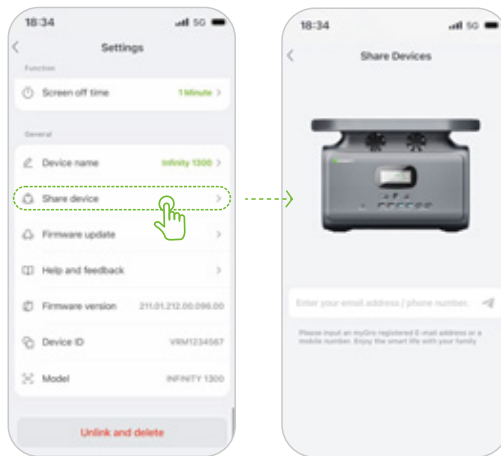 18:34
5G
Settings
Function
Screen off time
1 Minute >
General
Device name
Infinity 1300 >
Share device
>
Firmware update
>
Help and feedback
>
Firmware version
211.01.212.00.096.00
Device ID
VRM1234567
Model
INFINITY 1300
Unlink and delete
18:34
5G
Share Devices
Enter your email address / phone number.
Please input an myGro registered E-mail address or a
mobile number. Enjoy the smart life with your family